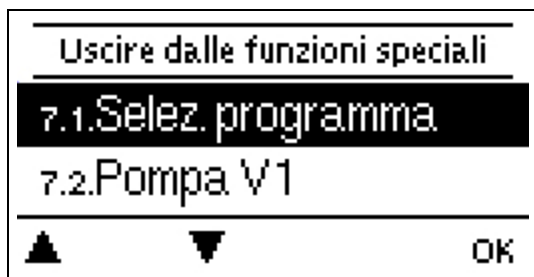 Uscire dalle funzioni speciali
7.1.Selez. programma
7.2.Pompa V1
▲ ▼ OK